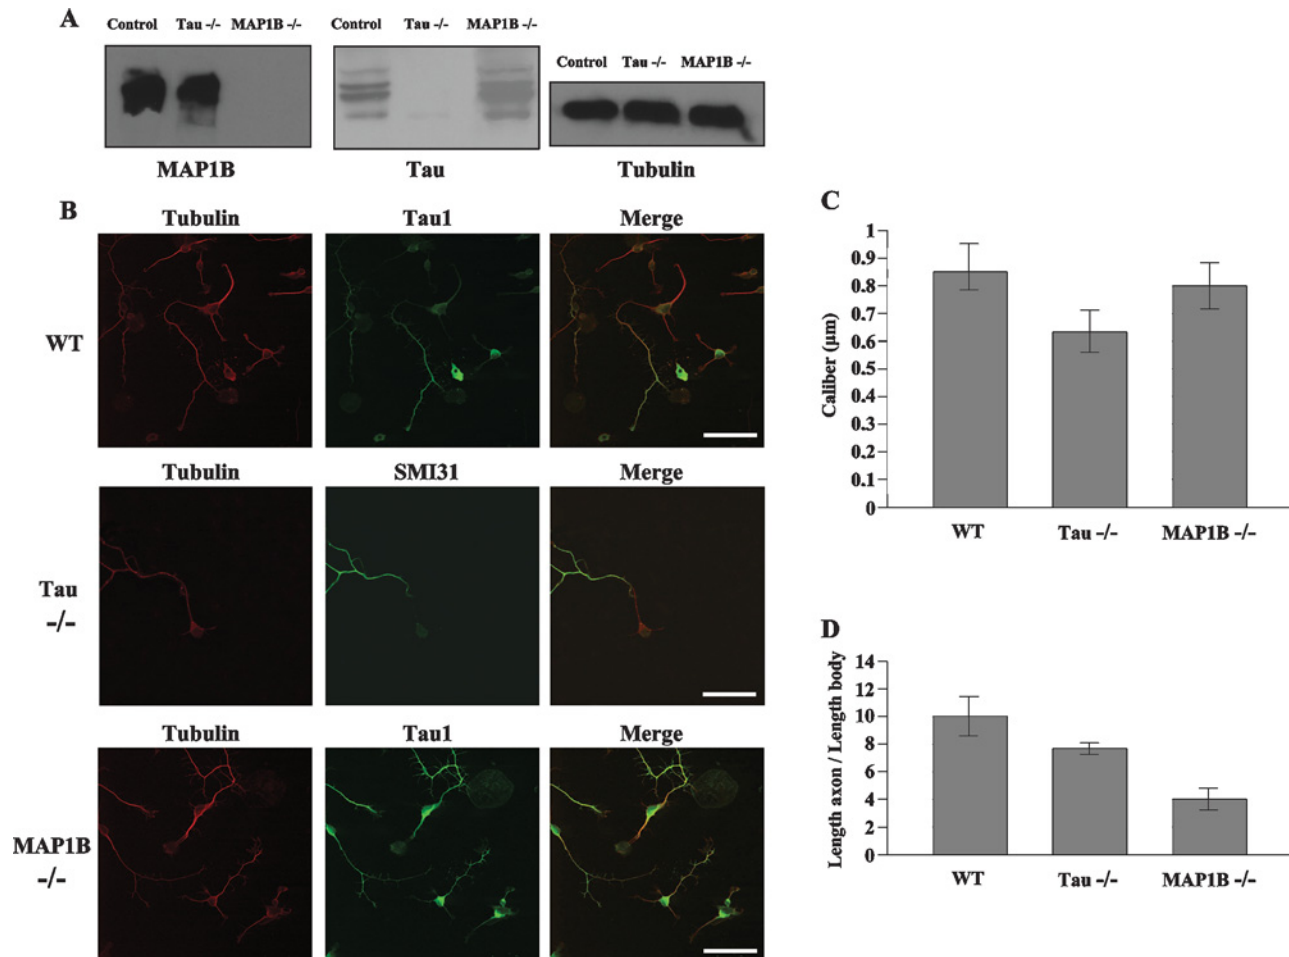 A
Control Tau -/- MAP1B -/-
Control Tau -/- MAP1B -/-
Control Tau -/- MAP1B -/-
MAP1B
Tau
Tubulin
B
Tubulin Tau1 Merge
WT
Tubulin SMI31 Merge
Tau
-/-
Tubulin Tau1 Merge
MAP1B
-/-
C
Caliber (µm)
1
0.9
0.8
0.7
0.6
0.5
0.4
0.3
0.2
0.1
0
WT Tau -/- MAP1B -/-
D
Length axon / Length body
14
12
10
8
6
4
2
0
WT Tau -/- MAP1B -/-